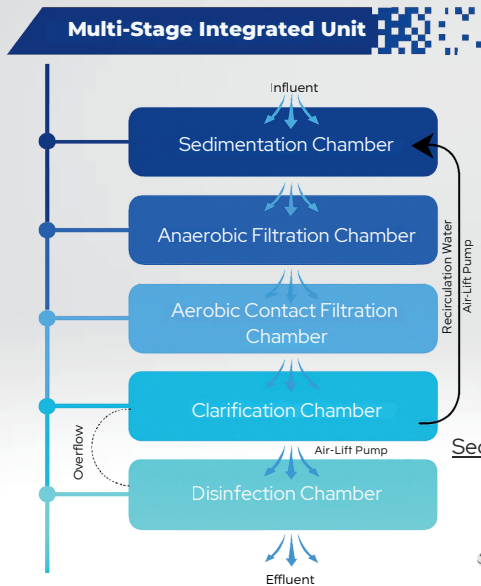 Multi-Stage Integrated Unit
Influent
Sedimentation Chamber
Anaerobic Filtration Chamber
Aerobic Contact Filtration
Chamber
Recirculation Water
Air-Lift Pump
Clarification Chamber
Overflow
Air-Lift Pump
Disinfection Chamber
Effluent